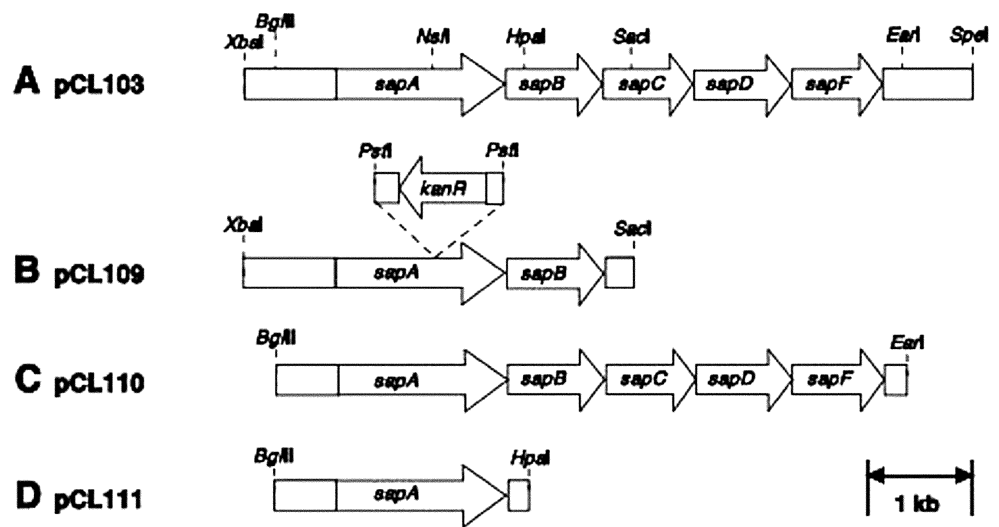 BglII
XbaI NsiI HpaI SacI EarI SpeI
A pCL103 sapA sapB sapC sapD sapF
PstI PstI
kanR
XbaI SacI
B pCL109 sapA sapB
BglII EarI
C pCL110 sapA sapB sapC sapD sapF
BglII HpaI
D pCL111 sapA
1 kb